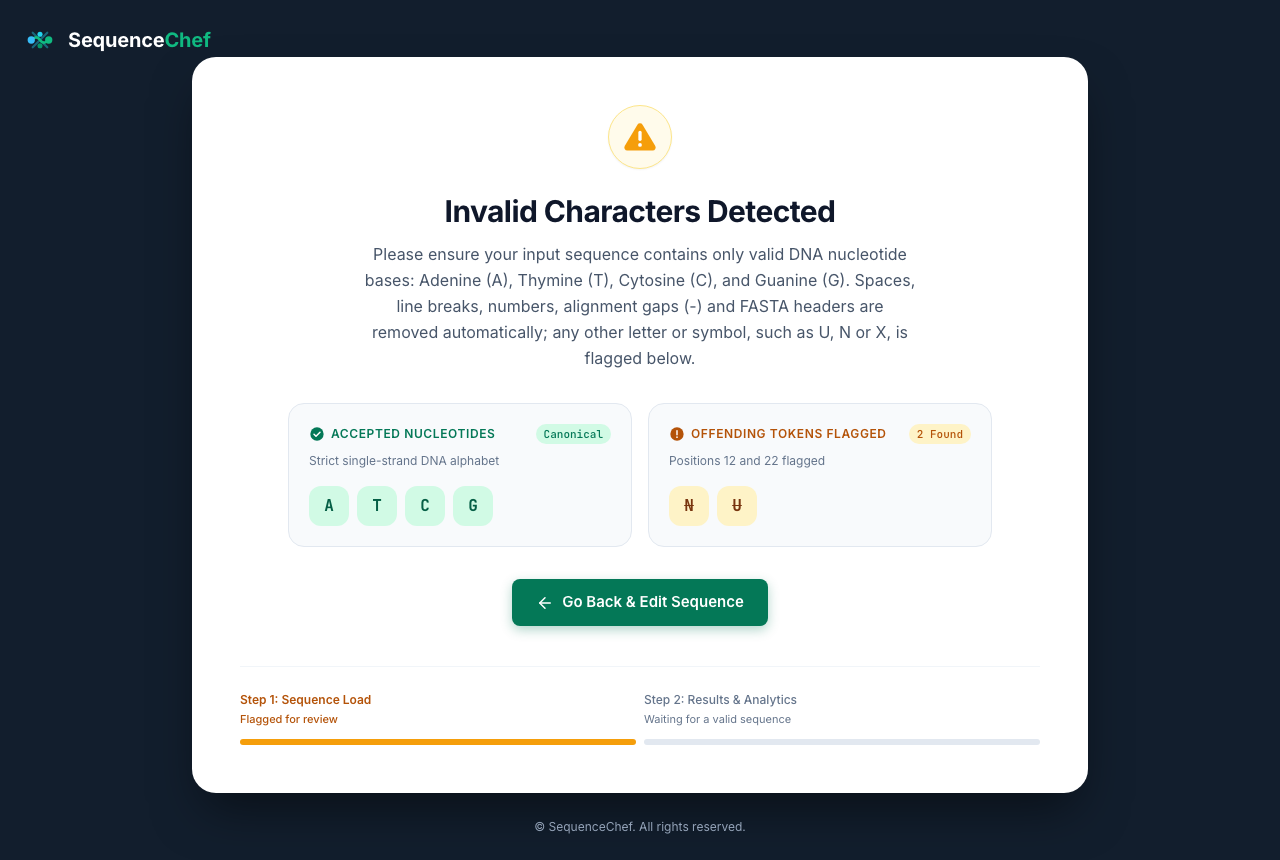 SequenceChef
Invalid Characters Detected
Please ensure your input sequence contains only valid DNA nucleotide
bases: Adenine (A), Thymine (T), Cytosine (C), and Guanine (G). Spaces,
line breaks, numbers, alignment gaps (-) and FASTA headers are
removed automatically; any other letter or symbol, such as U, N or X, is
flagged below.
ACCEPTED NUCLEOTIDES
Canonical
Strict single-strand DNA alphabet
A T C G
OFFENDING TOKENS FLAGGED
2 Found
Positions 12 and 22 flagged
N U
Go Back & Edit Sequence
Step 1: Sequence Load
Flagged for review
Step 2: Results & Analytics
Waiting for a valid sequence
© SequenceChef. All rights reserved.